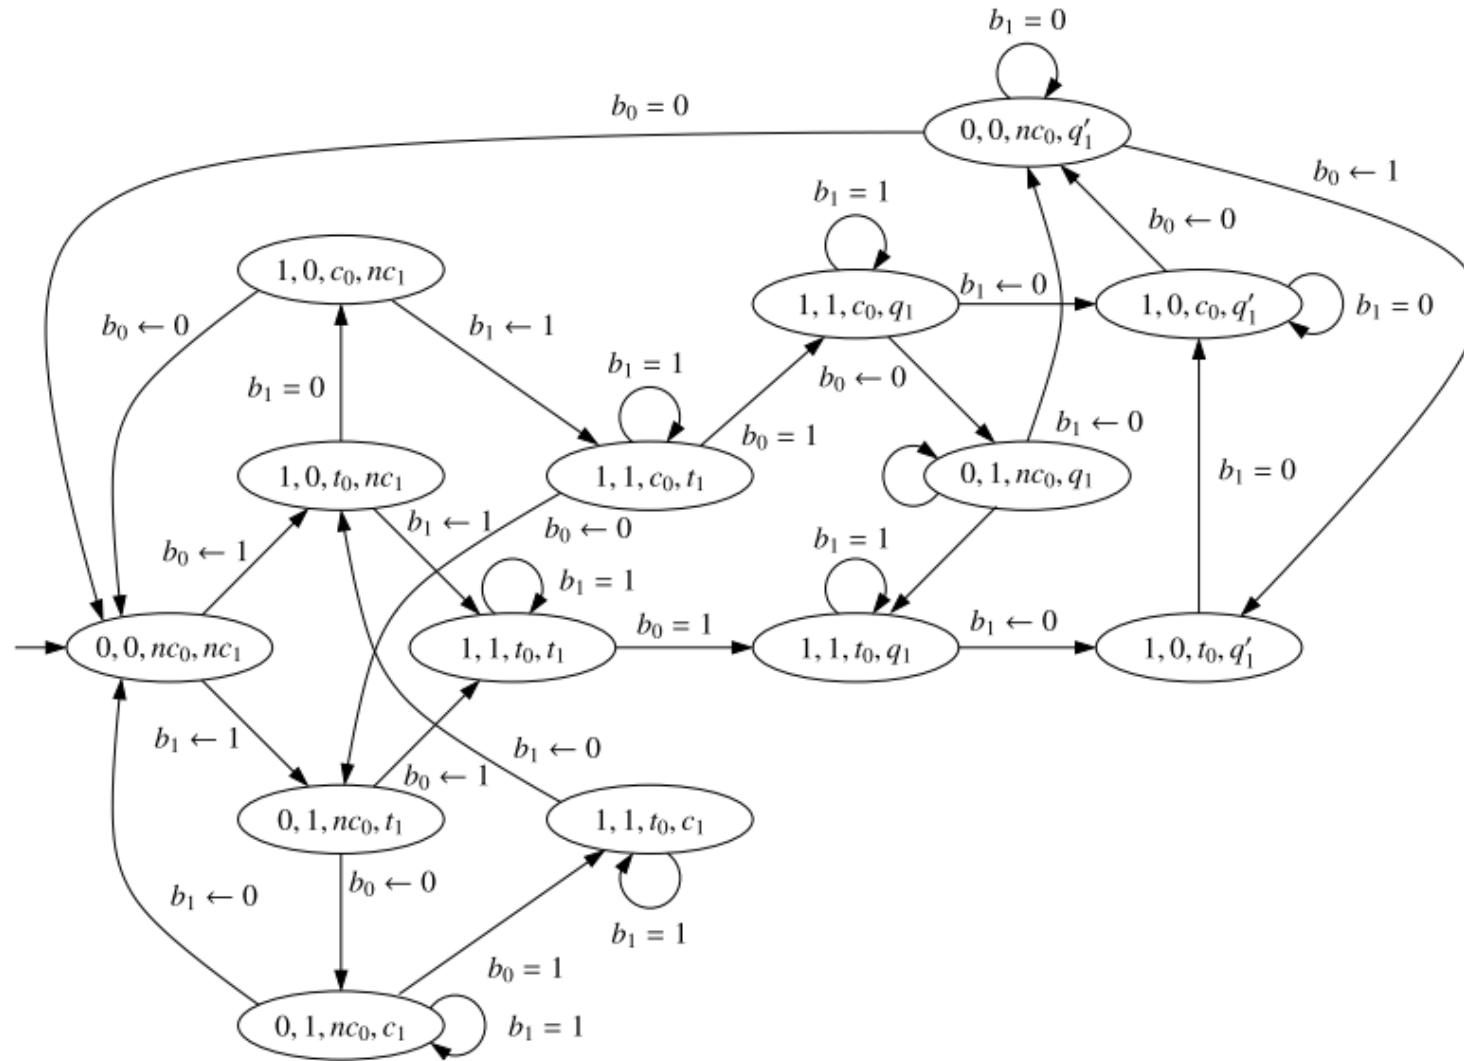 b₁ = 0
b₀ = 0
0, 0, nc₀, q′₁
b₀ ← 1
b₁ = 1
b₀ ← 0
1, 0, c₀, nc₁
b₀ ← 0
b₁ ← 1
1, 1, c₀, q₁
b₁ ← 0
1, 0, c₀, q′₁
b₁ = 0
b₁ = 0
b₁ = 1
b₀ ← 0
b₀ = 1
b₁ ← 0
1, 0, t₀, nc₁
1, 1, c₀, t₁
0, 1, nc₀, q₁
b₁ = 0
b₁ ← 1
b₀ ← 0
b₀ ← 1
b₁ = 1
b₁ = 1
b₀ = 1
b₁ ← 0
0, 0, nc₀, nc₁
1, 1, t₀, t₁
1, 1, t₀, q₁
1, 0, t₀, q′₁
b₁ ← 1
b₁ ← 0
b₀ ← 1
0, 1, nc₀, t₁
1, 1, t₀, c₁
b₁ ← 0
b₀ ← 0
b₁ = 1
b₀ = 1
0, 1, nc₀, c₁
b₁ = 1